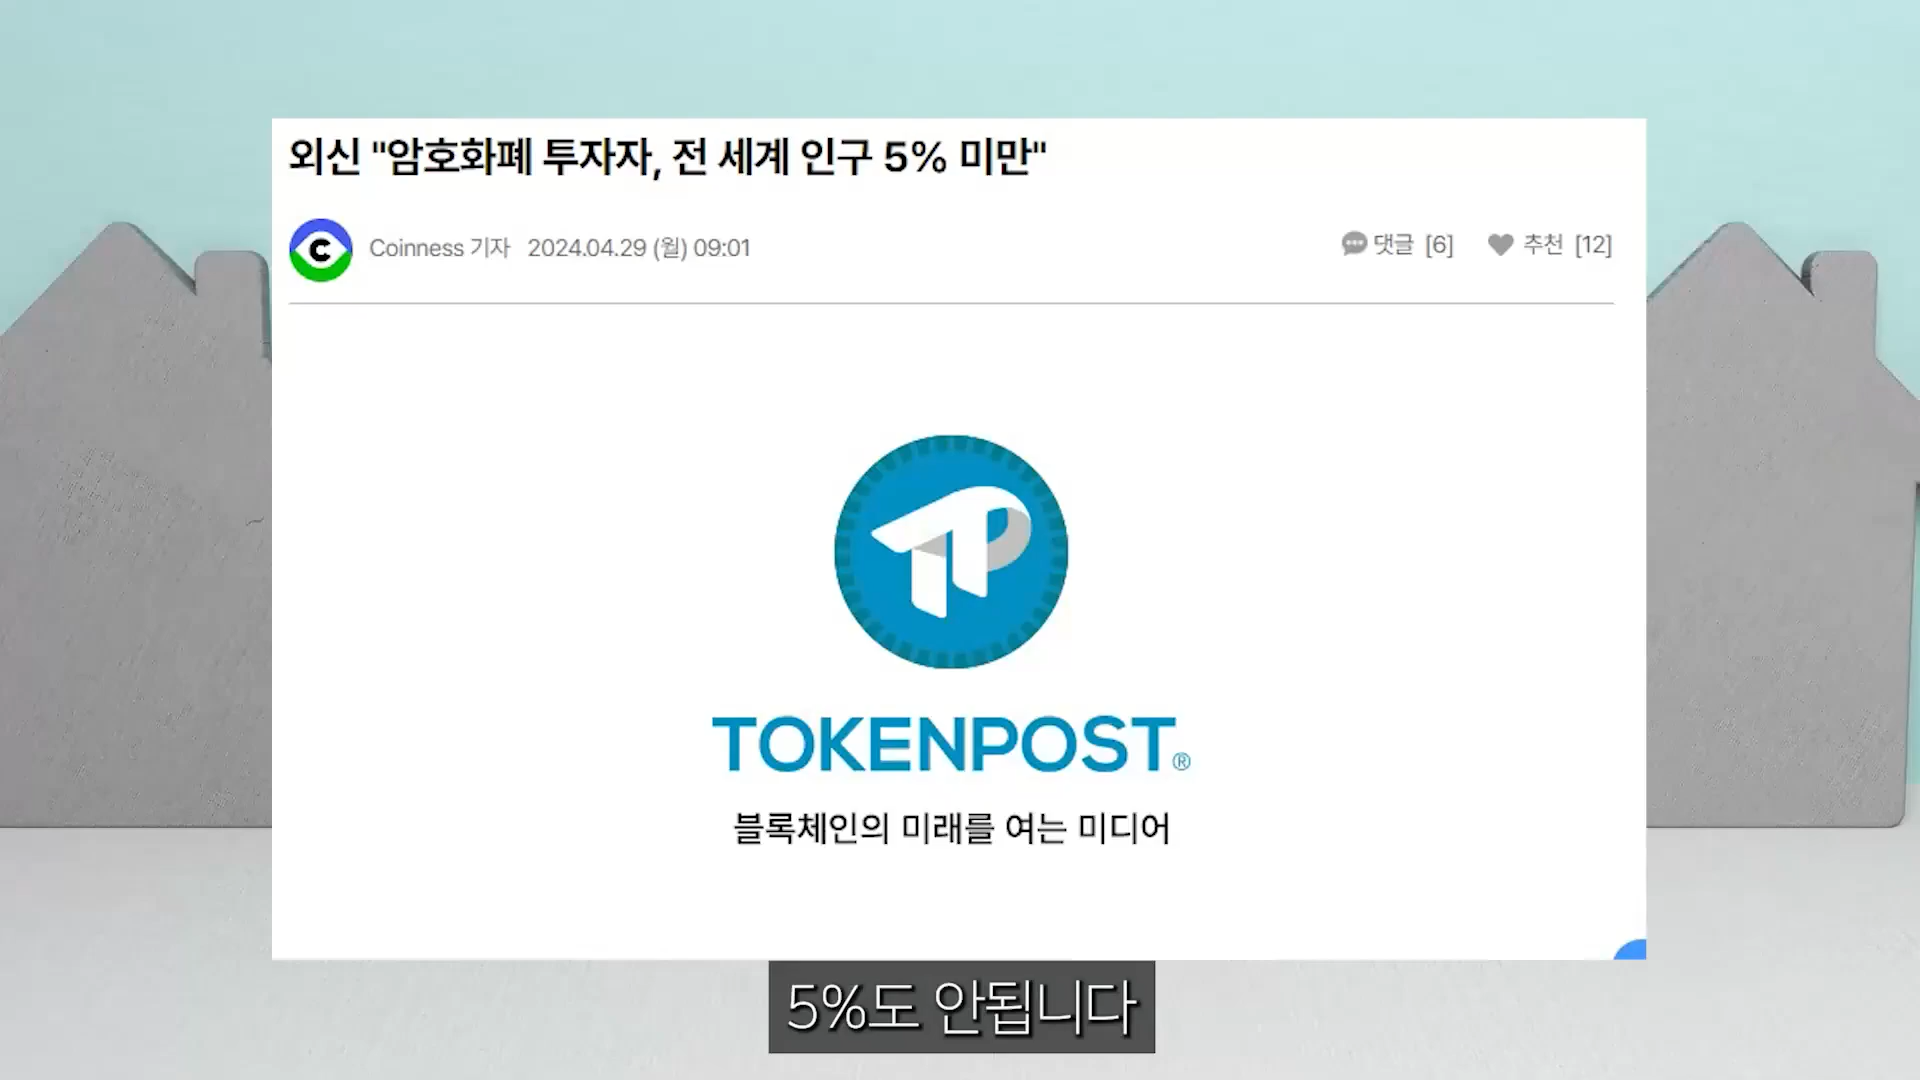 외신 "암호화폐 투자자, 전 세계 인구 5% 미만"
C
Coinness 기자 2024.04.29 (월) 09:01 댓글 [6] 추천 [12]
TP
TOKENPOST®
블록체인의 미래를 여는 미디어
5%도 안됩니다